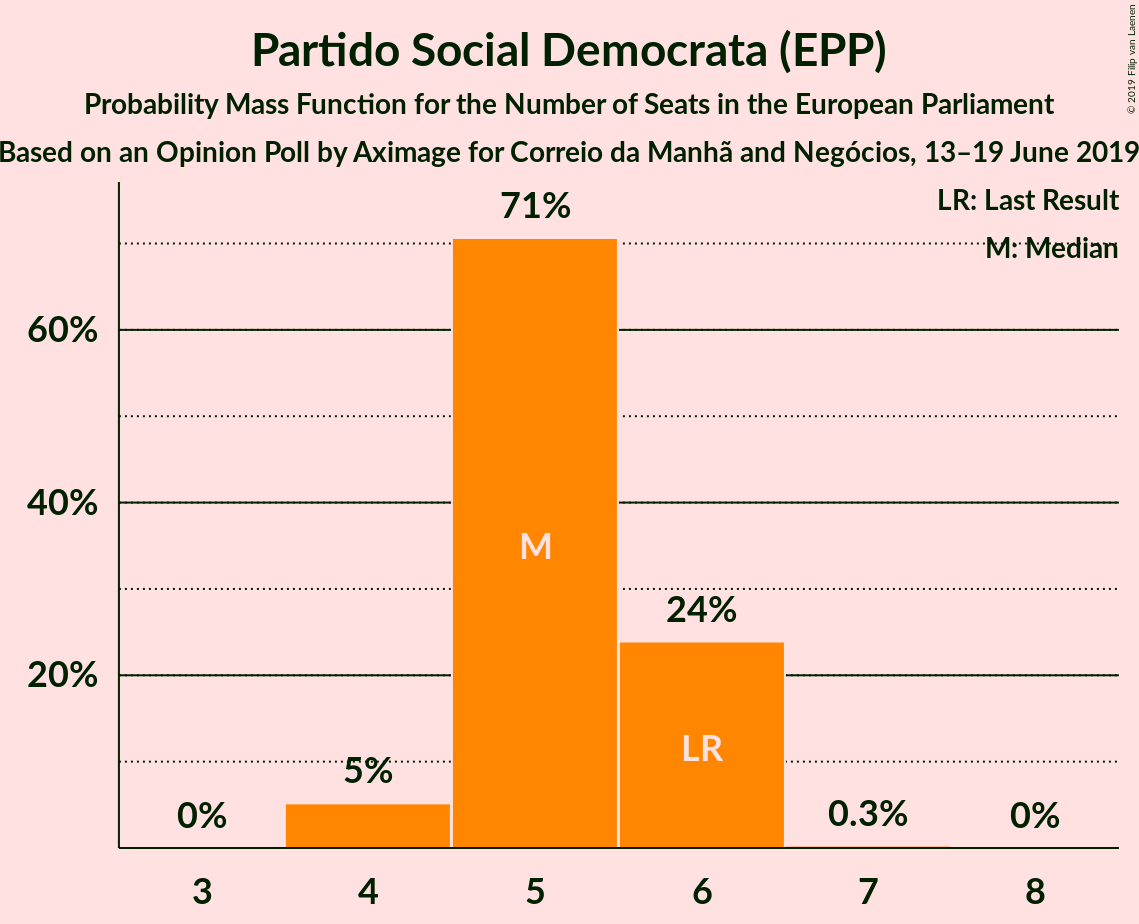 Partido Social Democrata (EPP)
Probability Mass Function for the Number of Seats in the European Parliament
Based on an Opinion Poll by Aximage for Correio da Manhã and Negócios, 13–19 June 2019
© 2019 Filip van Laenen
LR: Last Result
M: Median
71%
60%
40%
M
24%
20%
LR
5%
0%
0.3%
0%
3 4 5 6 7 8